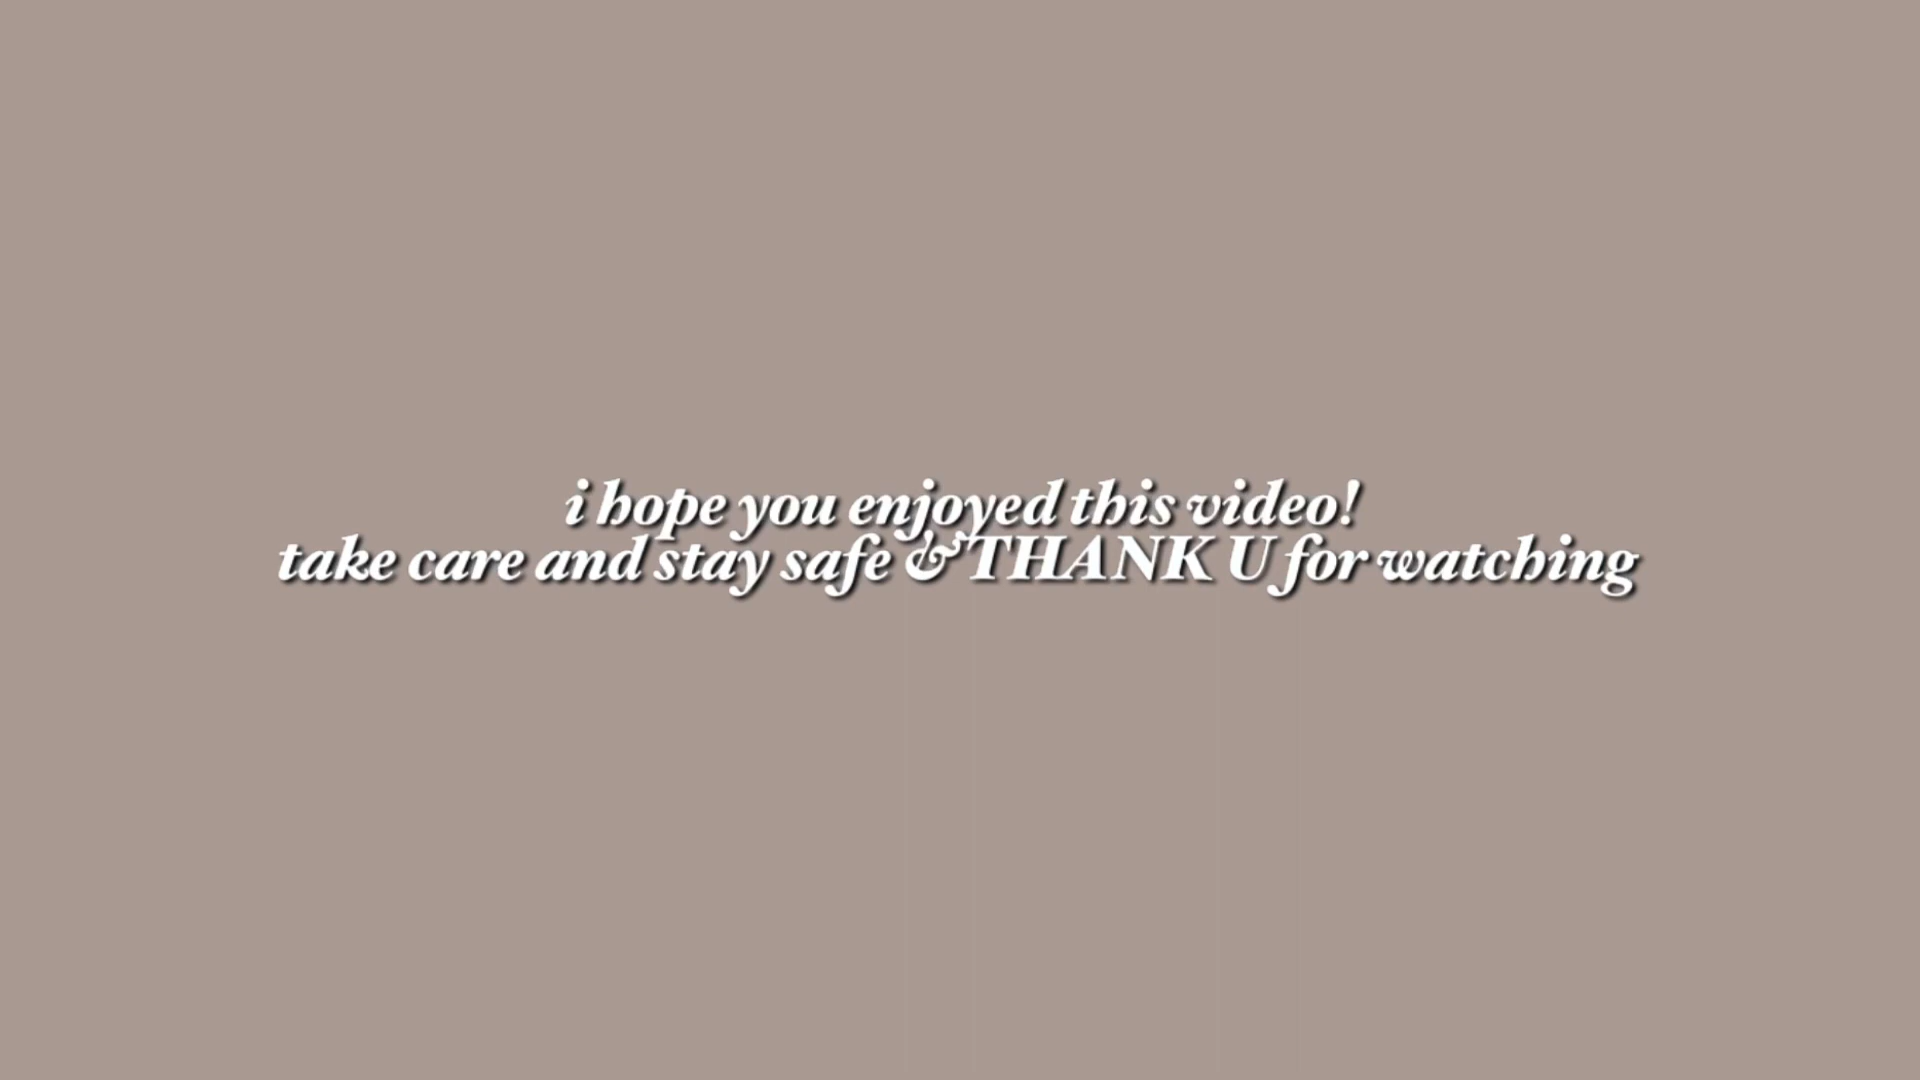 i hope you enjoyed this video!
take care and stay safe & THANK U for watching